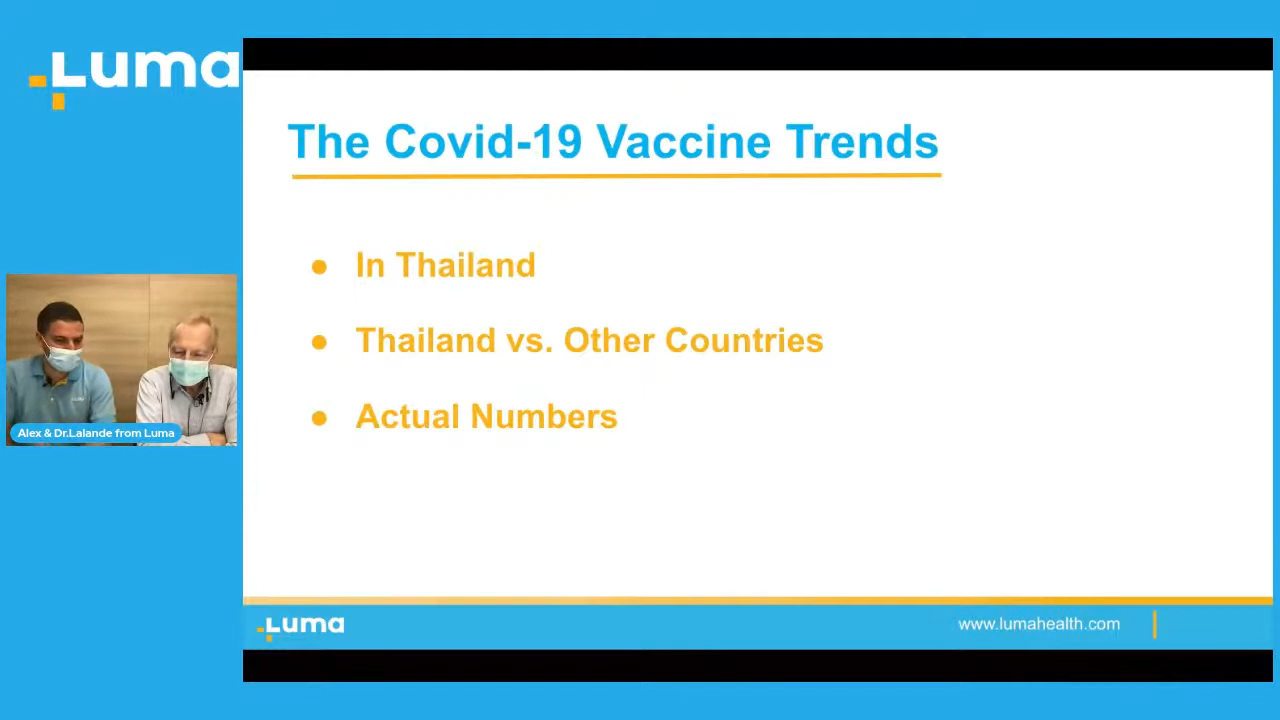 Luma
The Covid-19 Vaccine Trends
● In Thailand
● Thailand vs. Other Countries
● Actual Numbers
Alex & Dr.Lalande from Luma
Luma
www.lumahealth.com